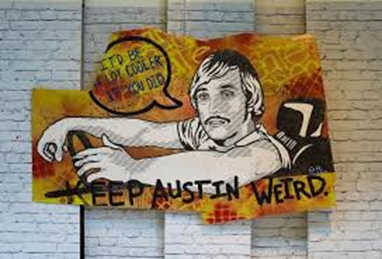 IT'D BE
LOT COOLER
IF YOU DID
KEEP AUSTIN WEIRD.